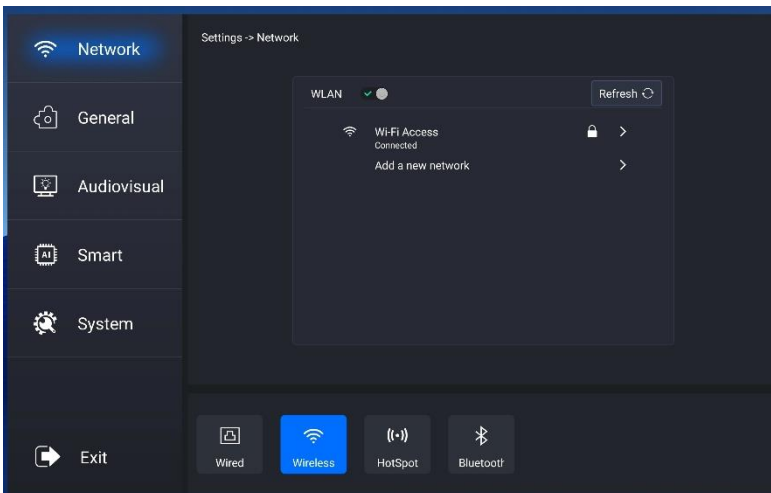 Network
General
Audiovisual
AI
Smart
System
Exit
Settings -> Network
WLAN
Refresh
Wi-Fi Access
Connected
Add a new network
Wired
Wireless
HotSpot
Bluetooth